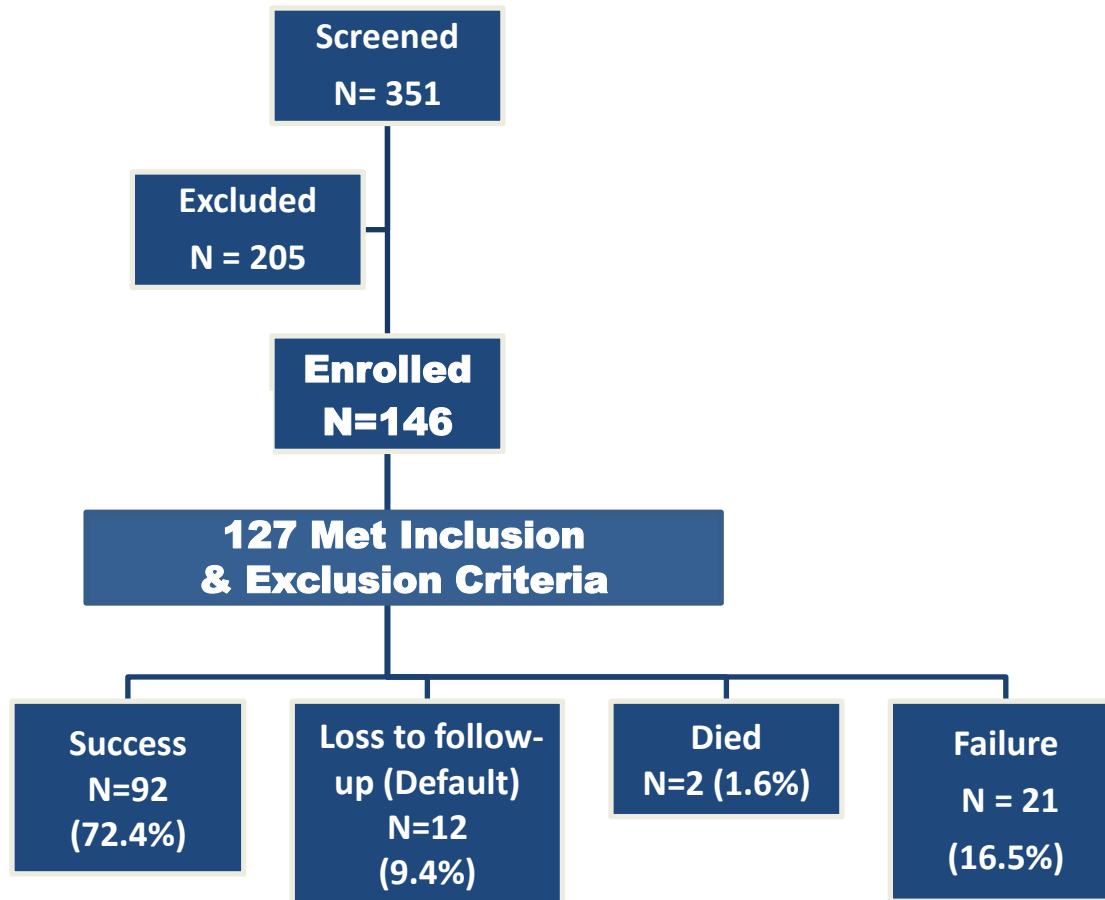 Screened
N= 351
Excluded
N = 205
Enrolled
N=146
127 Met Inclusion
& Exclusion Criteria
Success
N=92
(72.4%)
Loss to follow-
up (Default)
N=12
(9.4%)
Died
N=2 (1.6%)
Failure
N = 21
(16.5%)